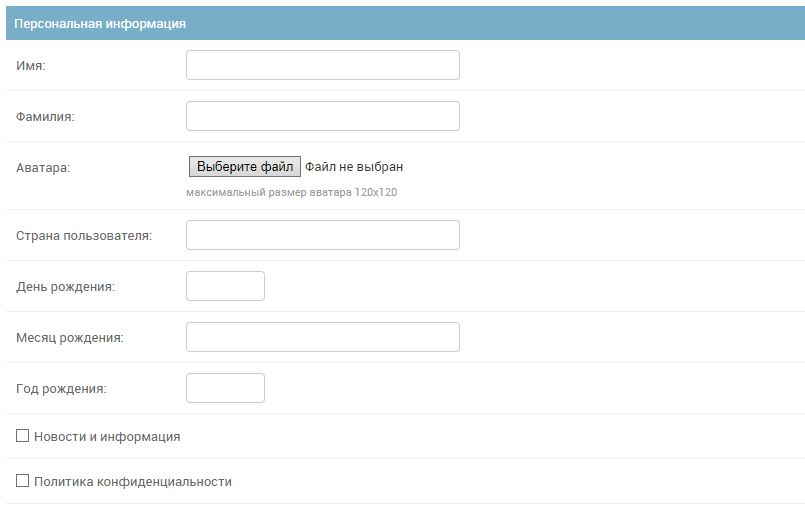 Персональная информация
Имя:
Фамилия:
Аватара:
Выберите файл Файл не выбран
максимальный размер аватара 120x120
Страна пользователя:
День рождения:
Месяц рождения:
Год рождения:
Новости и информация
Политика конфиденциальности